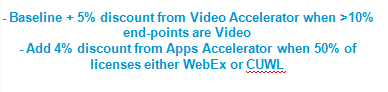 - Baseline + 5% discount from Video Accelerator when >10%
end-points are Video
- Add 4% discount from Apps Accelerator when 50% of
licenses either WebEx or CUWL